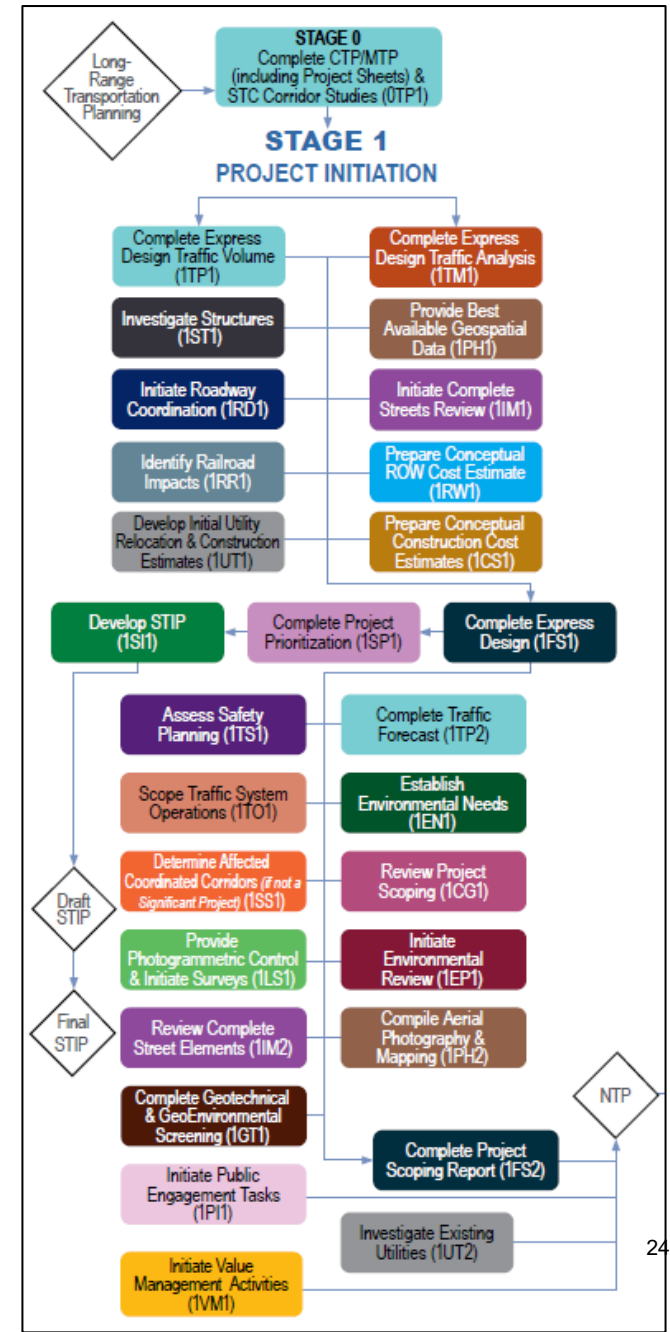 Long-
Range
Transportation
Planning
STAGE 0
Complete CTP/MTP
(including Project Sheets) &
STC Corridor Studies (0TP1)
STAGE 1
PROJECT INITIATION
Complete Express
Design Traffic Volume
(1TP1)
Complete Express
Design Traffic Analysis
(1TM1)
Investigate Structures
(1ST1)
Provide Best
Available Geospatial
Data (1PH1)
Initiate Roadway
Coordination (1RD1)
Initiate Complete
Streets Review (1IM1)
Identify Railroad
Impacts (1RR1)
Prepare Conceptual
ROW Cost Estimate
(1RW1)
Develop Initial Utility
Relocation & Construction
Estimates (1UT1)
Prepare Conceptual
Construction Cost
Estimates (1CS1)
Develop STIP
(1SI1)
Complete Project
Prioritization (1SP1)
Complete Express
Design (1FS1)
Assess Safety
Planning (1TS1)
Complete Traffic
Forecast (1TP2)
Scope Traffic System
Operations (1TO1)
Establish
Environmental Needs
(1EN1)
Determine Affected
Coordinated Corridors (if not a
Significant Project) (1SS1)
Review Project
Scoping (1CG1)
Draft
STIP
Provide
Photogrammetric Control
& Initiate Surveys (1LS1)
Initiate
Environmental
Review (1EP1)
Final
STIP
Review Complete
Street Elements (1IM2)
Compile Aerial
Photography &
Mapping (1PH2)
NTP
Complete Geotechnical
& GeoEnvironmental
Screening (1GT1)
Complete Project
Scoping Report (1FS2)
Initiate Public
Engagement Tasks
(1PI1)
Investigate Existing
Utilities (1UT2)
24
Initiate Value
Management Activities
(1VM1)